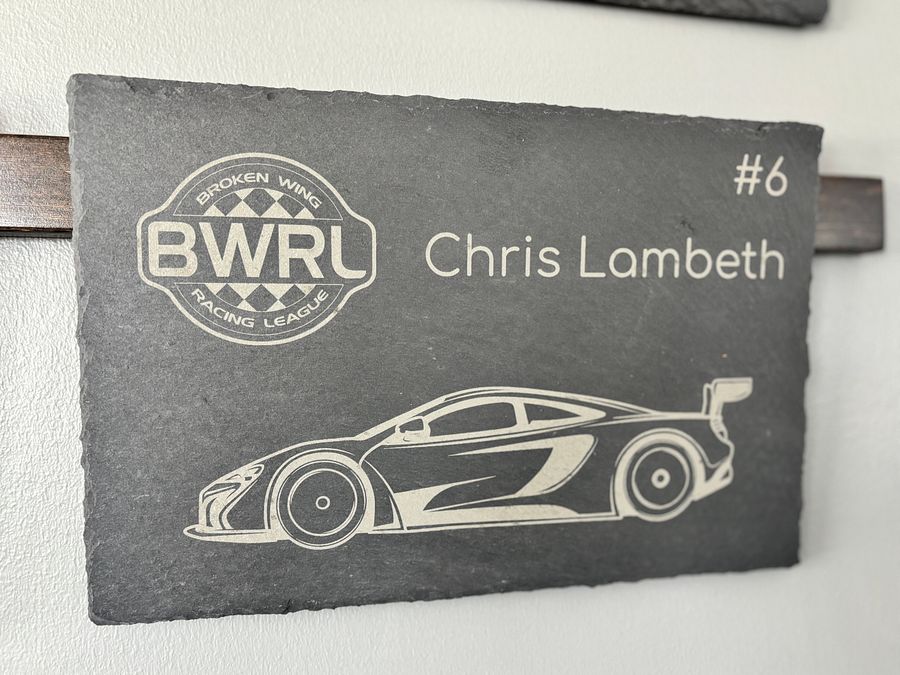 BROKEN WING
BWRL
RACING LEAGUE
#6
Chris Lambeth